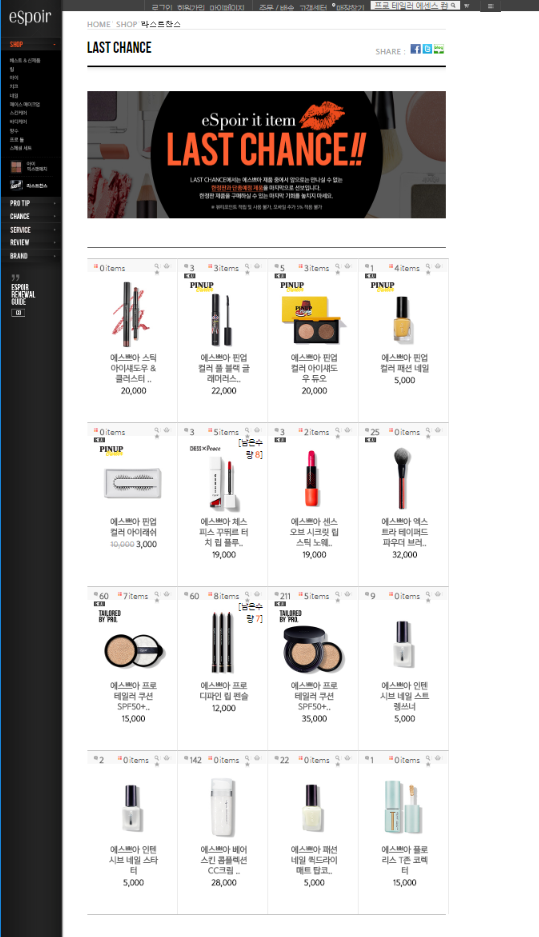 eSpoir
로그인 회원가입 마이페이지 주문 / 배송 고객센터 매장찾기 프로 테일러 에센스 컴
HOME SHOP 라스트찬스
LAST CHANCE
SHARE :
SHOP
베스트 & 신제품
립
아이
치크
네일
페이스 메이크업
스킨케어
바디케어
향수
프로 툴
스페셜 세트
라스트찬스
PRO TIP
CHANCE
SERVICE
REVIEW
BRAND
ESPOIR
RENEWAL
GUIDE
GO
eSpoir it item
LAST CHANCE!!
LAST CHANCE에서는 에스쁘아 제품 중에서 앞으로는 만나실 수 없는
한정판과 단종예정 제품을 마지막으로 선보입니다.
한정판 제품을 구매하실 수 있는 마지막 기회를 놓치지 마세요.
0 items
에스쁘아 스틱
아이섀도우 &
클러스터 ..
20,000
3 3 items
PINUP
에스쁘아 핀업
컬러 풀 블랙 글
래머러스..
22,000
5 3 items
PINUP
에스쁘아 핀업
컬러 아이섀도
우 듀오
20,000
1 4 items
PINUP
에스쁘아 핀업
컬러 패션 네일
5,000
0 items
PINUP
에스쁘아 핀업
컬러 아이래쉬
10,000 3,000
3 5 items
[남은수
량 8]
CHESS×Peace
에스쁘아 체스
피스 꾸뛰르 터
치 립 플루..
19,000
3 2 items
에스쁘아 센스
오브 시크릿 립
스틱 노웨..
19,000
25 0 items
에스쁘아 엑스
트라 테이퍼드
파우더 브러..
32,000
60 7 items
TAILORED
BY PRO.
에스쁘아 프로
테일러 쿠션
SPF50+..
15,000
60 8 items
[남은수
량 7]
에스쁘아 프로
디파인 립 펜슬
12,000
211 5 items
TAILORED
BY PRO.
에스쁘아 프로
테일러 쿠션
SPF50+..
35,000
9 0 items
에스쁘아 인텐
시브 네일 스트
렝쓰너
5,000
2 0 items
에스쁘아 인텐
시브 네일 스타
터
5,000
142 0 items
에스쁘아 베어
스킨 콤플렉션
CC크림 ..
28,000
22 0 items
에스쁘아 패션
네일 퀵드라이
매트 탑코..
5,000
1 0 items
에스쁘아 플로
리스 T존 코렉
터
15,000